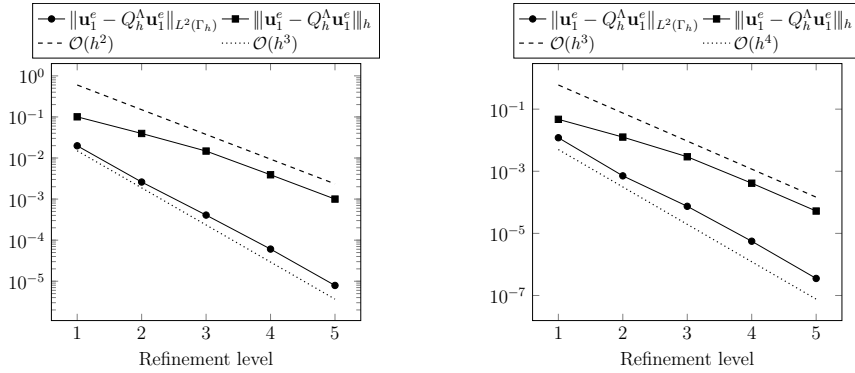 ‖𝐮₁ᵉ − Q_h^Λ 𝐮₁ᵉ‖_{L²(Γ_h)} |||𝐮₁ᵉ − Q_h^Λ 𝐮₁ᵉ|||_h
𝒪(h²) 𝒪(h³)
10⁰
10⁻¹
10⁻²
10⁻³
10⁻⁴
10⁻⁵
1 2 3 4 5
Refinement level
‖𝐮₁ᵉ − Q_h^Λ 𝐮₁ᵉ‖_{L²(Γ_h)} |||𝐮₁ᵉ − Q_h^Λ 𝐮₁ᵉ|||_h
𝒪(h³) 𝒪(h⁴)
10⁻¹
10⁻³
10⁻⁵
10⁻⁷
1 2 3 4 5
Refinement level